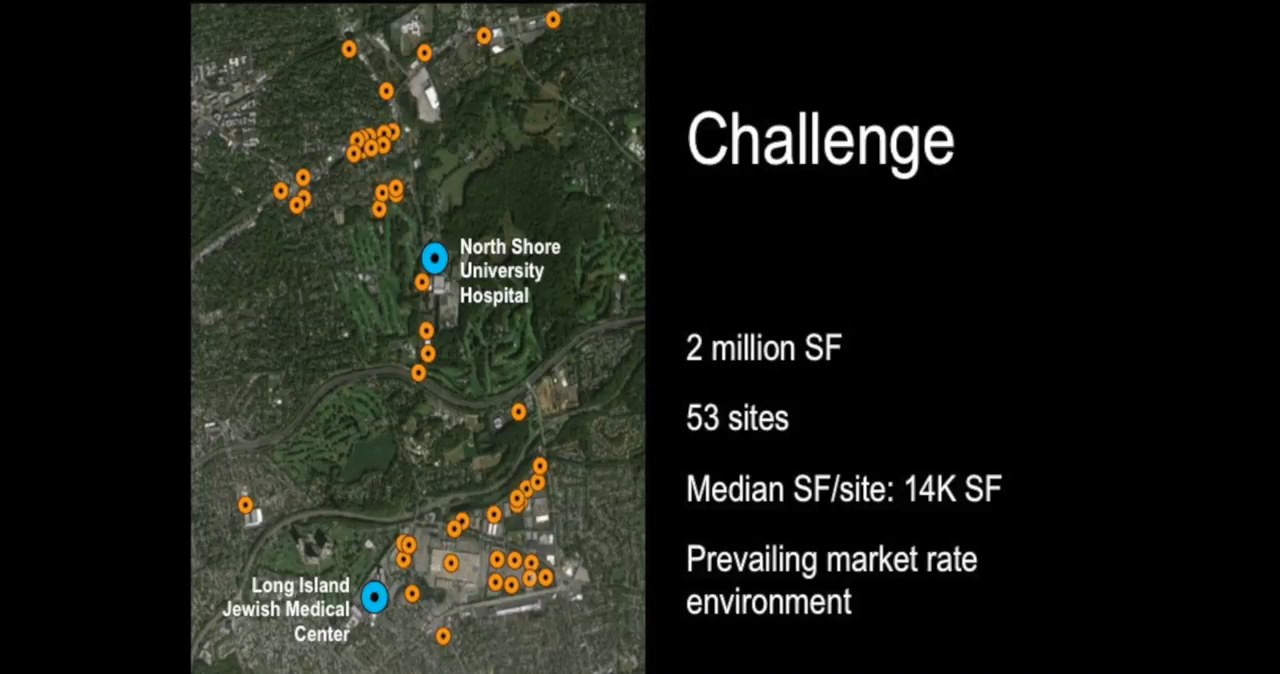 Challenge
North Shore
University
Hospital
Long Island
Jewish Medical
Center
2 million SF
53 sites
Median SF/site: 14K SF
Prevailing market rate
environment